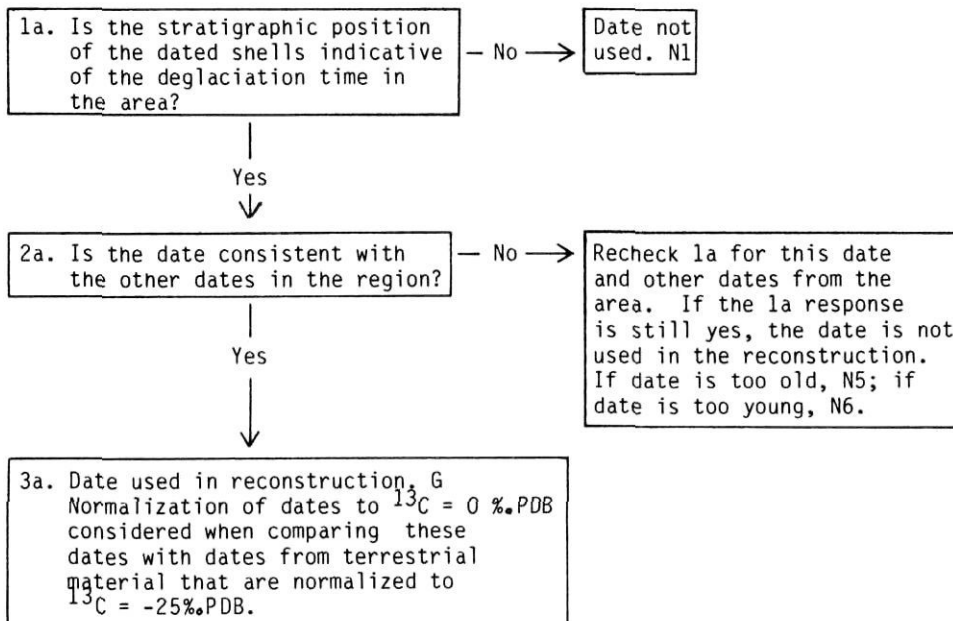 1a. Is the stratigraphic position
of the dated shells indicative
of the deglaciation time in
the area?
No
Date not
used. N1
Yes
2a. Is the date consistent with
the other dates in the region?
No
Recheck 1a for this date
and other dates from the
area. If the 1a response
is still yes, the date is not
used in the reconstruction.
If date is too old, N5; if
date is too young, N6.
Yes
3a. Date used in reconstruction, G
Normalization of dates to ¹³C = 0 ‰PDB
considered when comparing these
dates with dates from terrestrial
material that are normalized to
¹³C = -25‰PDB.